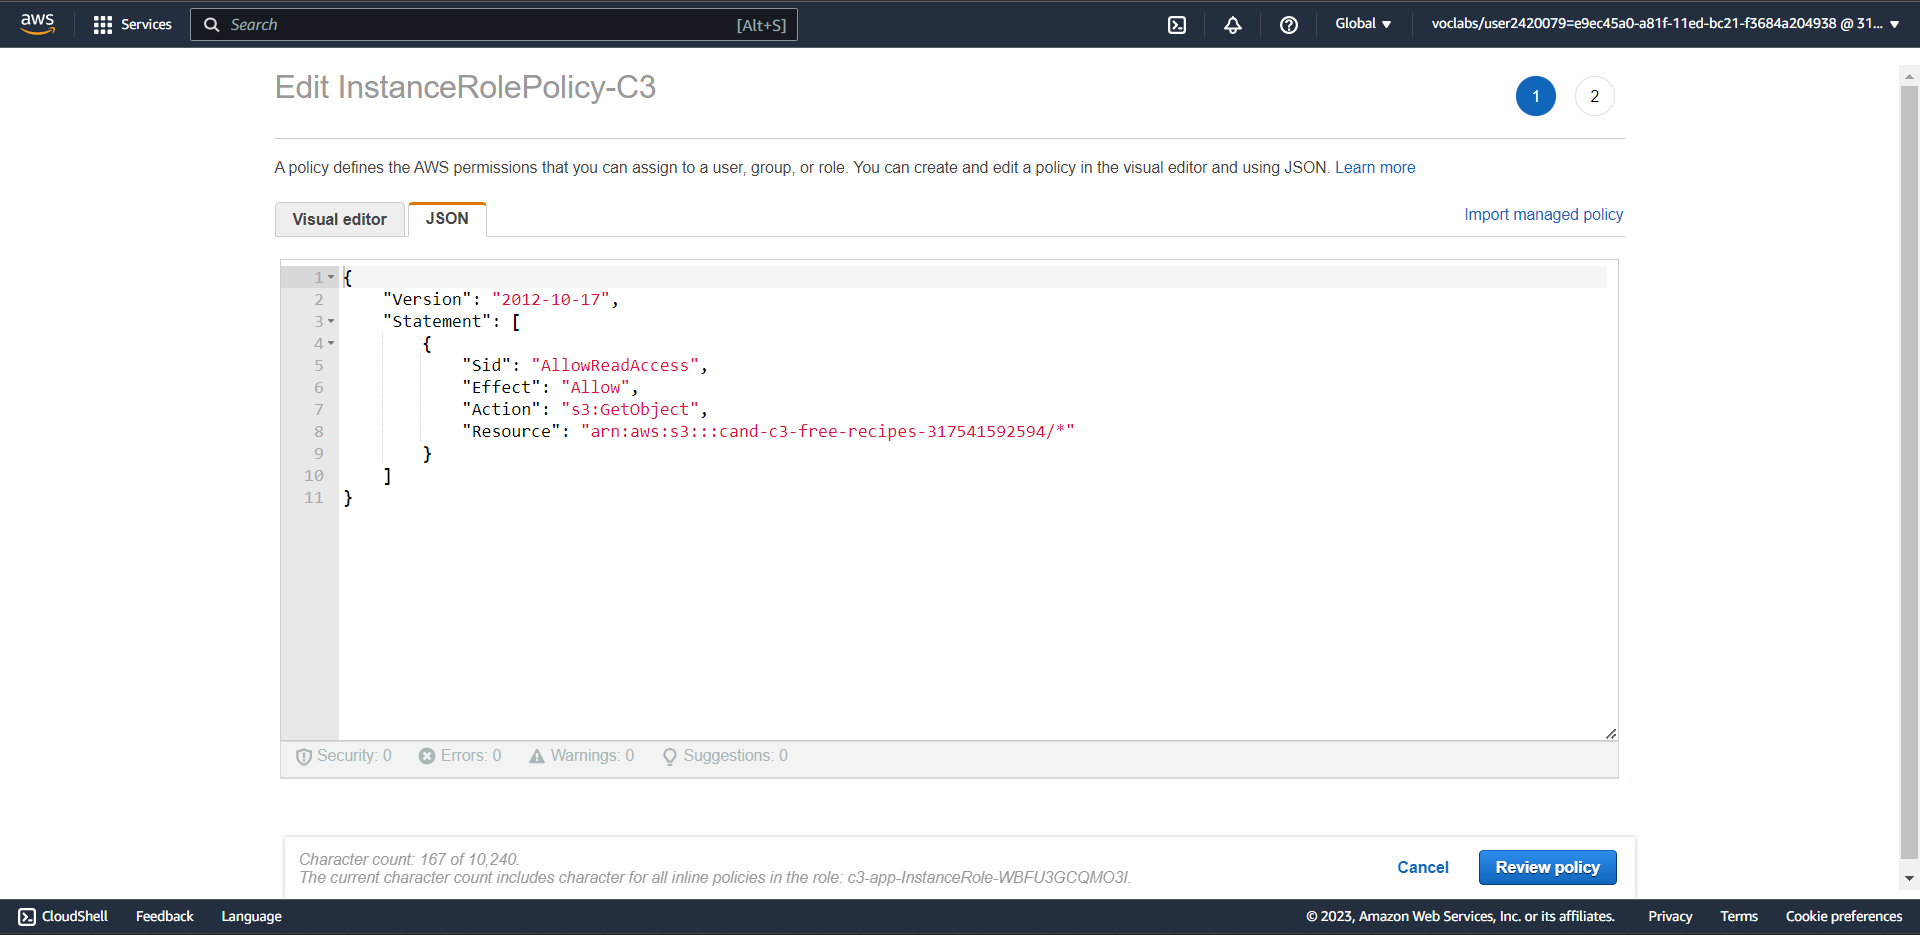 aws Services Search [Alt+S] Global voclabs/user2420079=e9ec45a0-a81f-11ed-bc21-f3684a204938 @ 31...
Edit InstanceRolePolicy-C3
1 2
A policy defines the AWS permissions that you can assign to a user, group, or role. You can create and edit a policy in the visual editor and using JSON. Learn more
Visual editor JSON
Import managed policy
1 {
2 "Version": "2012-10-17",
3 "Statement": [
4 {
5 "Sid": "AllowReadAccess",
6 "Effect": "Allow",
7 "Action": "s3:GetObject",
8 "Resource": "arn:aws:s3:::cand-c3-free-recipes-317541592594/*"
9 }
10 ]
11 }
Security: 0 Errors: 0 Warnings: 0 Suggestions: 0
Character count: 167 of 10,240.
The current character count includes character for all inline policies in the role: c3-app-InstanceRole-WBFU3GCQMO3I.
Cancel Review policy
CloudShell Feedback Language © 2023, Amazon Web Services, Inc. or its affiliates. Privacy Terms Cookie preferences